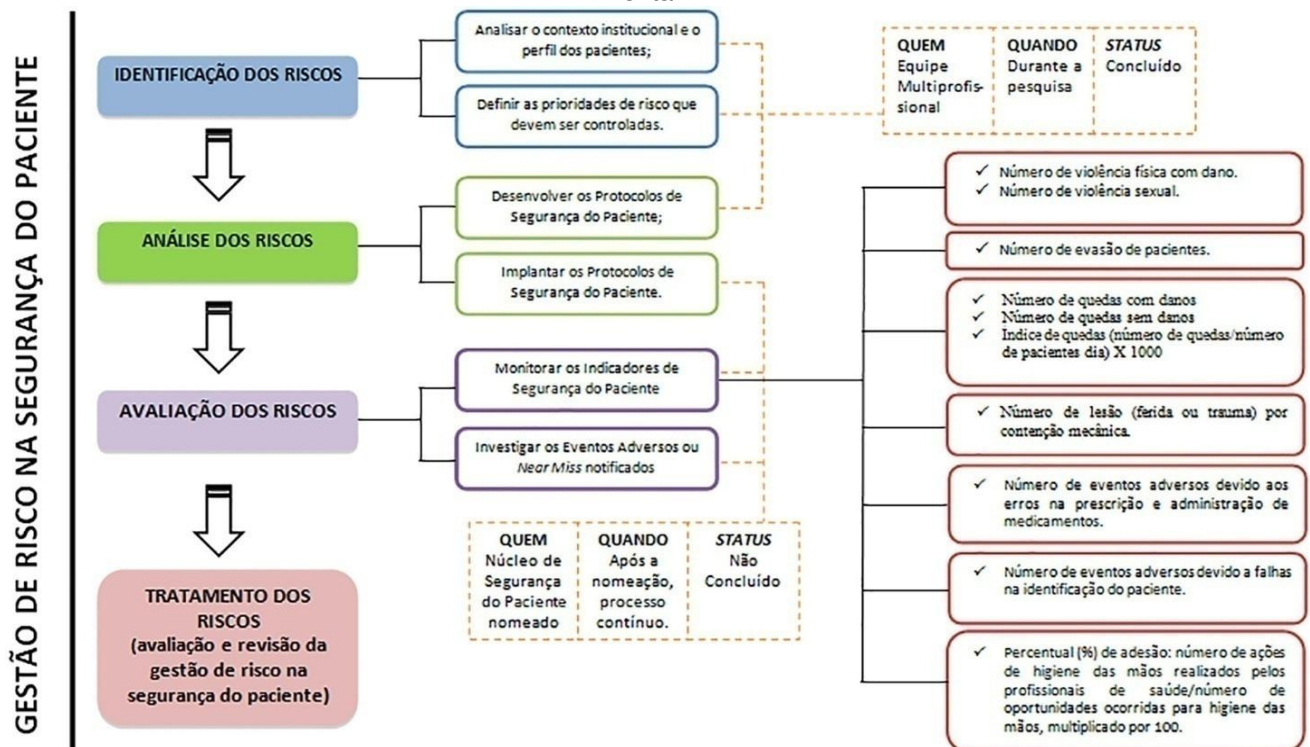 GESTÃO DE RISCO NA SEGURANÇA DO PACIENTE
IDENTIFICAÇÃO DOS RISCOS
Analisar o contexto institucional e o
perfil dos pacientes;
Definir as prioridades de risco que
devem ser controladas.
QUEM
Equipe
Multiprofis-
sional
QUANDO
Durante a
pesquisa
STATUS
Concluído
ANÁLISE DOS RISCOS
Desenvolver os Protocolos de
Segurança do Paciente;
Implantar os Protocolos de
Segurança do Paciente.
AVALIAÇÃO DOS RISCOS
Monitorar os Indicadores de
Segurança do Paciente
Investigar os Eventos Adversos ou
Near Miss notificados
QUEM
Núcleo de
Segurança
do Paciente
nomeado
QUANDO
Após a
nomeação,
processo
contínuo.
STATUS
Não
Concluído
TRATAMENTO DOS
RISCOS
(avaliação e revisão da
gestão de risco na
segurança do paciente)
✓ Número de violência física com dano.
✓ Número de violência sexual.
✓ Número de evasão de pacientes.
✓ Número de quedas com danos
✓ Número de quedas sem danos
✓ Indice de quedas (número de quedas/número
de pacientes dia) X 1000
✓ Número de lesão (ferida ou trauma) por
contenção mecânica.
✓ Número de eventos adversos devido aos
erros na prescrição e administração de
medicamentos.
✓ Número de eventos adversos devido a falhas
na identificação do paciente.
✓ Percentual (%) de adesão: número de ações
de higiene das mãos realizados pelos
profissionais de saúde/número de
oportunidades ocorridas para higiene das
mãos, multiplicado por 100.